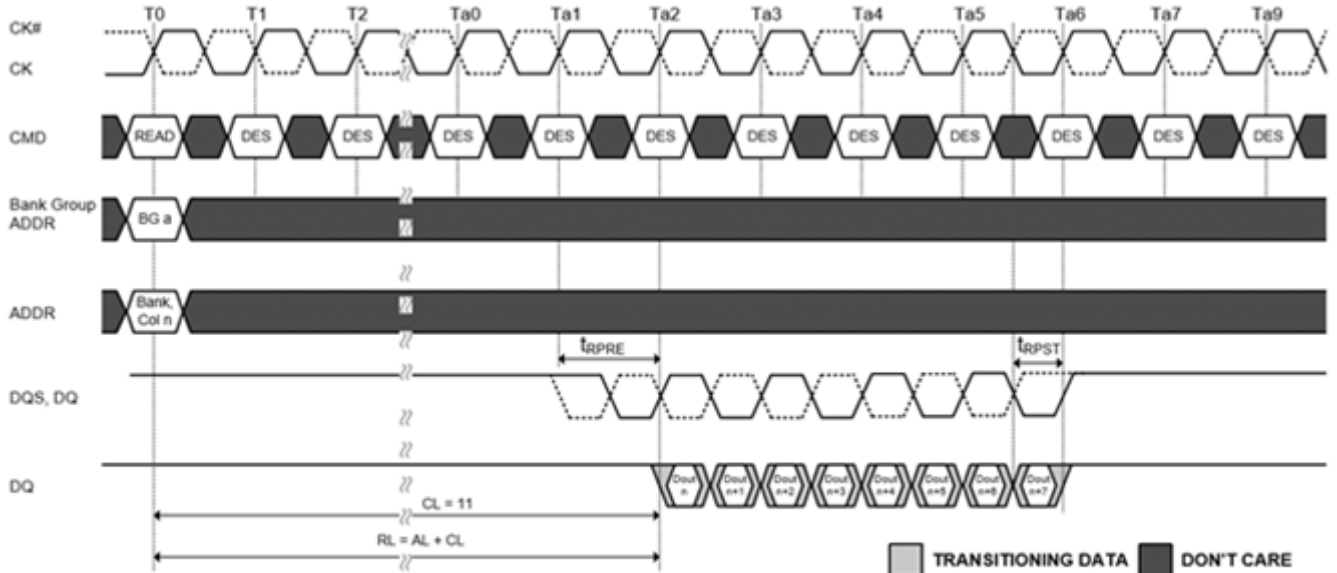 T0 T1 T2 Ta0 Ta1 Ta2 Ta3 Ta4 Ta5 Ta6 Ta7 Ta9
CK#
CK
CMD READ DES DES DES DES DES DES DES DES DES DES DES
Bank Group
ADDR
BG a
ADDR
Bank,
Col n
tRPRE tRPST
DQS, DQ
DQ
Dout n Dout n+1 Dout n+2 Dout n+3 Dout n+4 Dout n+5 Dout n+6 Dout n+7
CL = 11
RL = AL + CL
TRANSITIONING DATA DON'T CARE